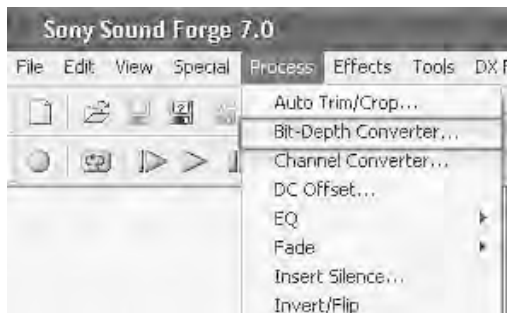 Sony Sound Forge 7.0
File Edit View Special Process Effects Tools DX F
Auto Trim/Crop...
Bit-Depth Converter...
Channel Converter...
DC Offset...
EQ
Fade
Insert Silence...
Invert/Flip